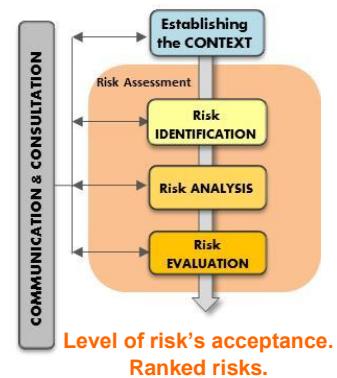 COMMUNICATION & CONSULTATION
Establishing
the CONTEXT
Risk Assessment
Risk
IDENTIFICATION
Risk ANALYSIS
Risk
EVALUATION
Level of risk's acceptance.
Ranked risks.